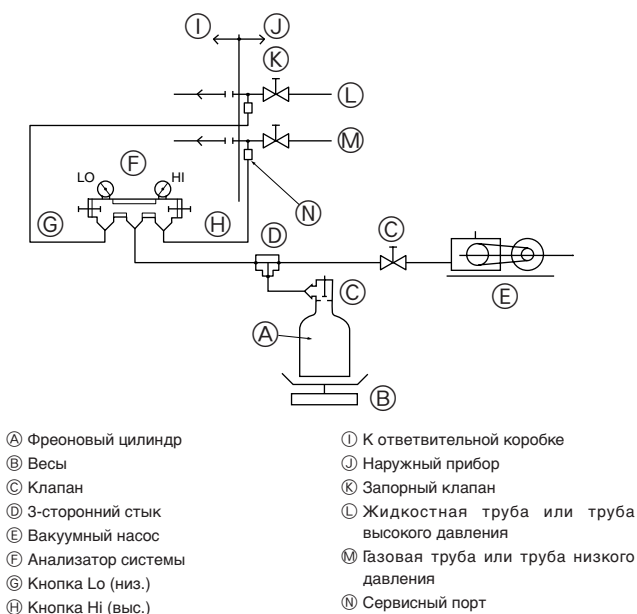 Ⓘ Ⓙ
Ⓚ
Ⓛ
Ⓜ
Ⓕ
LO HI
Ⓖ Ⓗ Ⓝ
Ⓓ Ⓒ
Ⓒ
Ⓔ
Ⓐ
Ⓑ
Ⓐ Фреоновый цилиндр
Ⓑ Весы
Ⓒ Клапан
Ⓓ 3-сторонний стык
Ⓔ Вакуумный насос
Ⓕ Анализатор системы
Ⓖ Кнопка Lo (низ.)
Ⓗ Кнопка Hi (выс.)
Ⓘ К ответвительной коробке
Ⓙ Наружный прибор
Ⓚ Запорный клапан
Ⓛ Жидкостная труба или труба
высокого давления
Ⓜ Газовая труба или труба низкого
давления
Ⓝ Сервисный порт